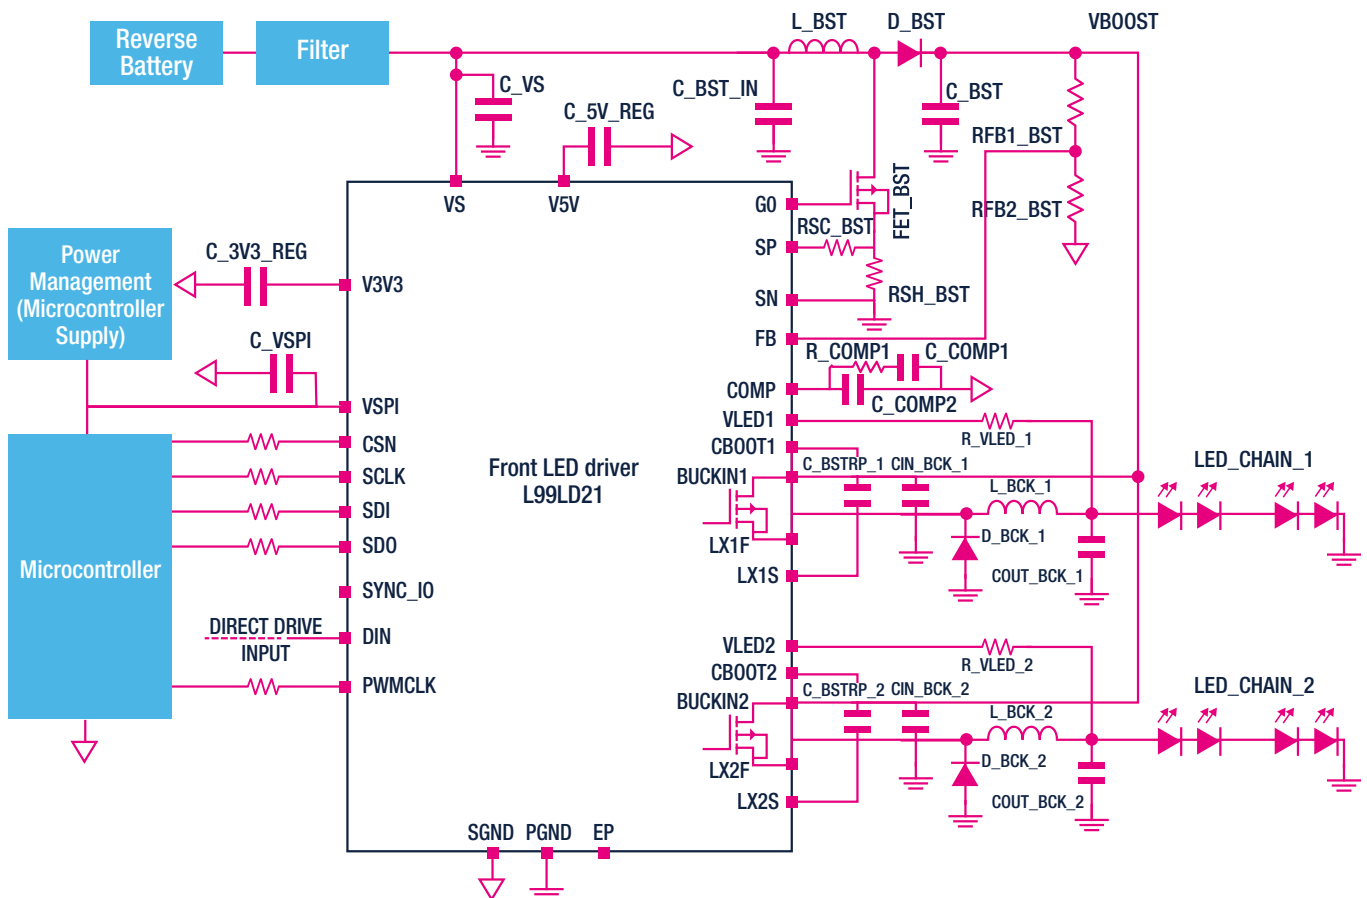 L_BST
D_BST
VBOOST
Reverse
Battery
Filter
C_VS
C_BST_IN
C_BST
C_5V_REG
RFB1_BST
FET_BST
VS
V5V
GO
RFB2_BST
RSC_BST
Power
Management
(Microcontroller
Supply)
C_3V3_REG
SP
V3V3
SN
RSH_BST
C_VSPI
FB
R_COMP1
C_COMP1
COMP
C_COMP2
VSPI
VLED1
R_VLED_1
CSN
CBOOT1
Front LED driver
L99LD21
C_BSTRP_1
CIN_BCK_1
LED_CHAIN_1
SCLK
BUCKIN1
L_BCK_1
SDI
SDO
LX1F
D_BCK_1
Microcontroller
LX1S
COUT_BCK_1
SYNC_IO
DIRECT DRIVE
INPUT
DIN
VLED2
R_VLED_2
CBOOT2
PWMCLK
C_BSTRP_2
CIN_BCK_2
LED_CHAIN_2
BUCKIN2
L_BCK_2
LX2F
D_BCK_2
LX2S
COUT_BCK_2
SGND
PGND
EP